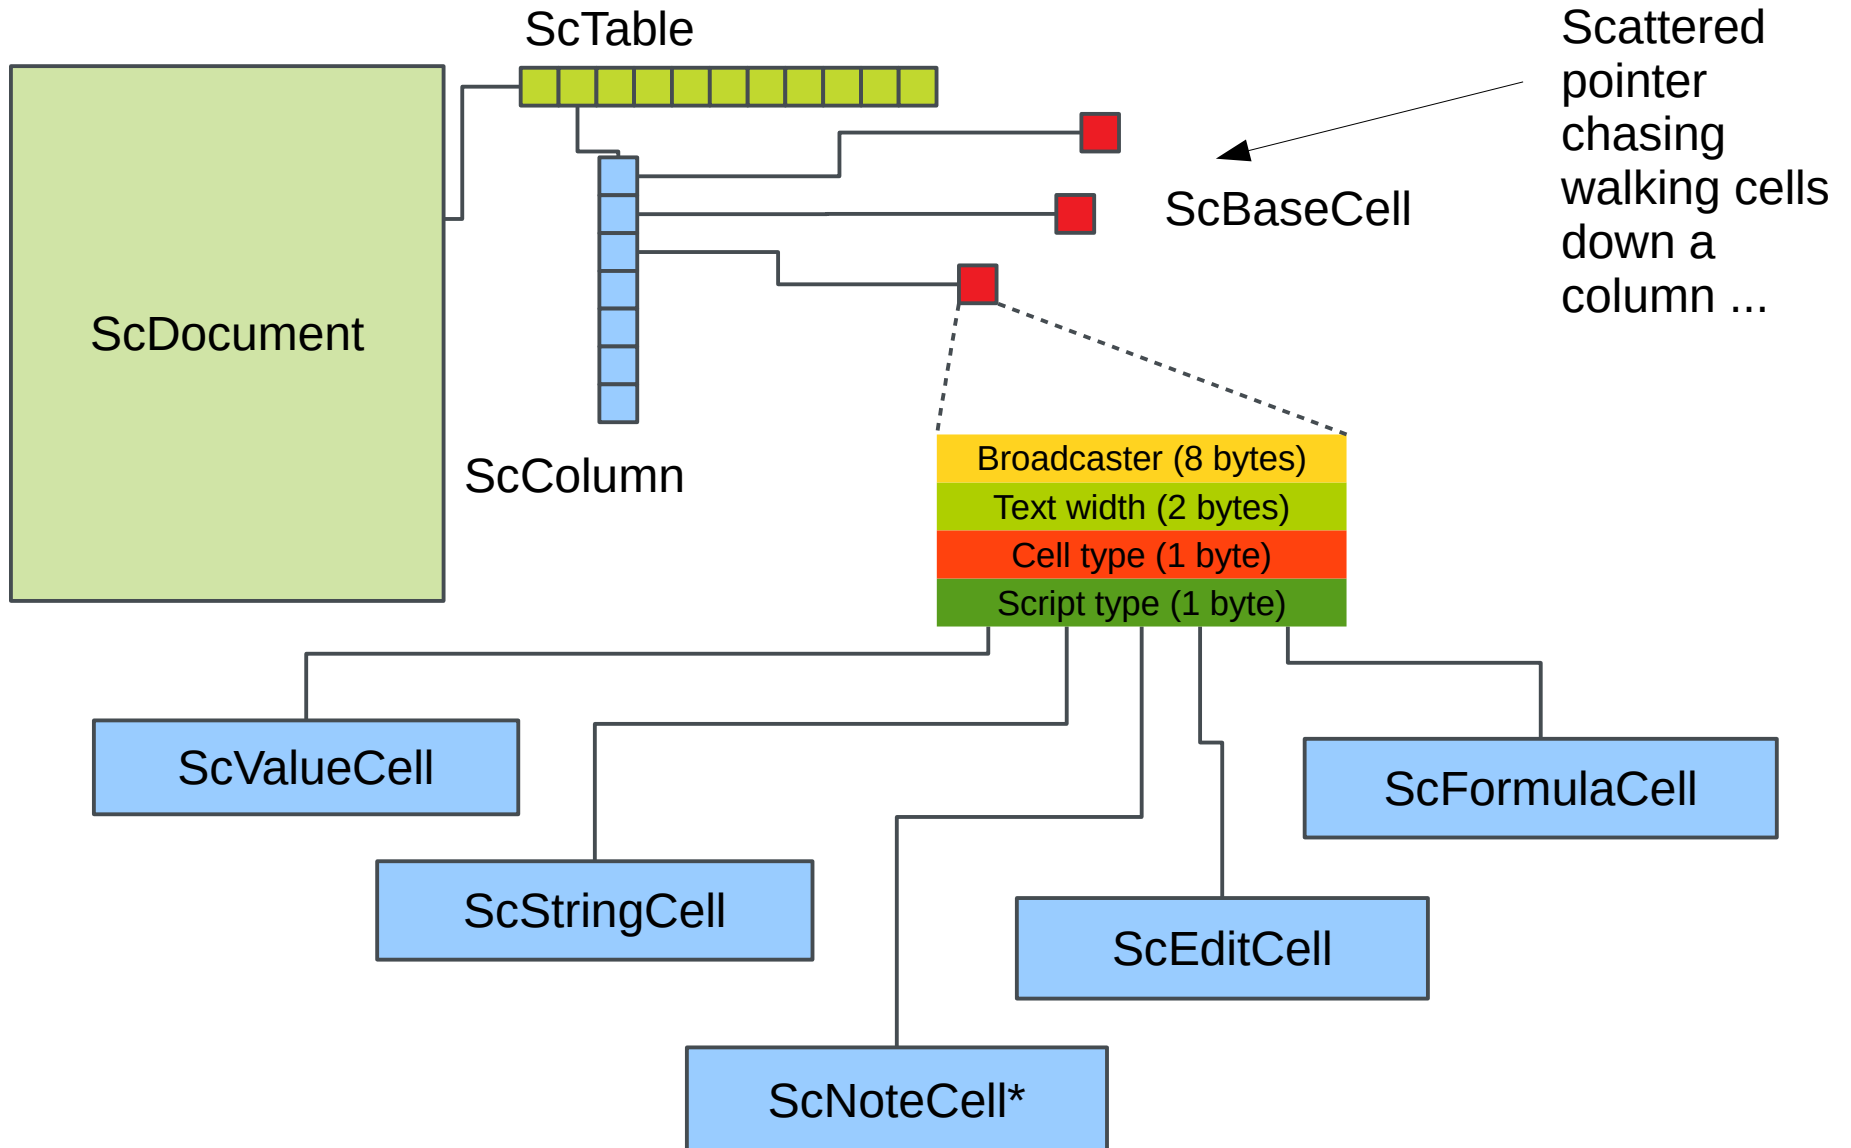 ScTable
Scattered
pointer
chasing
walking cells
down a
column ...
ScBaseCell
ScDocument
ScColumn
Broadcaster (8 bytes)
Text width (2 bytes)
Cell type (1 byte)
Script type (1 byte)
ScValueCell
ScFormulaCell
ScStringCell
ScEditCell
ScNoteCell*